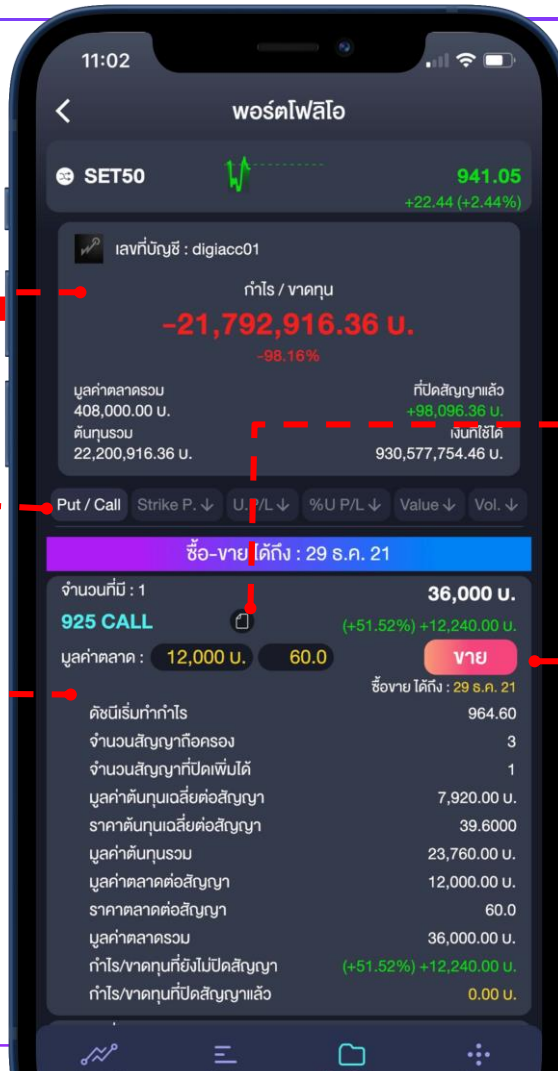 11:02
พอร์ตโฟลิโอ
SET50
941.05
+22.44 (+2.44%)
เลขที่บัญชี : digiacc01
กำไร / ขาดทุน
-21,792,916.36 บ.
-98.16%
มูลค่าตลาดรวม ที่ปิดสัญญาแล้ว
408,000.00 บ. +98,096.36 บ.
ต้นทุนรวม เงินที่ใช้ได้
22,200,916.36 บ. 930,577,754.46 บ.
Put / Call Strike P. ↓ U.P/L ↓ %U P/L ↓ Value ↓ Vol. ↓
ซื้อ-ขาย ได้ถึง : 29 ธ.ค. 21
จำนวนที่มี : 1 36,000 บ.
925 CALL (+51.52%) +12,240.00 บ.
มูลค่าตลาด : 12,000 บ. 60.0 ขาย
ซื้อขาย ได้ถึง : 29 ธ.ค. 21
ดัชนีเริ่มทำกำไร 964.60
จำนวนสัญญาถือครอง 3
จำนวนสัญญาที่ปิดเพิ่มได้ 1
มูลค่าต้นทุนเฉลี่ยต่อสัญญา 7,920.00 บ.
ราคาต้นทุนเฉลี่ยต่อสัญญา 39.6000
มูลค่าต้นทุนรวม 23,760.00 บ.
มูลค่าตลาดต่อสัญญา 12,000.00 บ.
ราคาตลาดต่อสัญญา 60.0
มูลค่าตลาดรวม 36,000.00 บ.
กำไร/ขาดทุนที่ยังไม่ปิดสัญญา (+51.52%) +12,240.00 บ.
กำไร/ขาดทุนที่ปิดสัญญาแล้ว 0.00 บ.